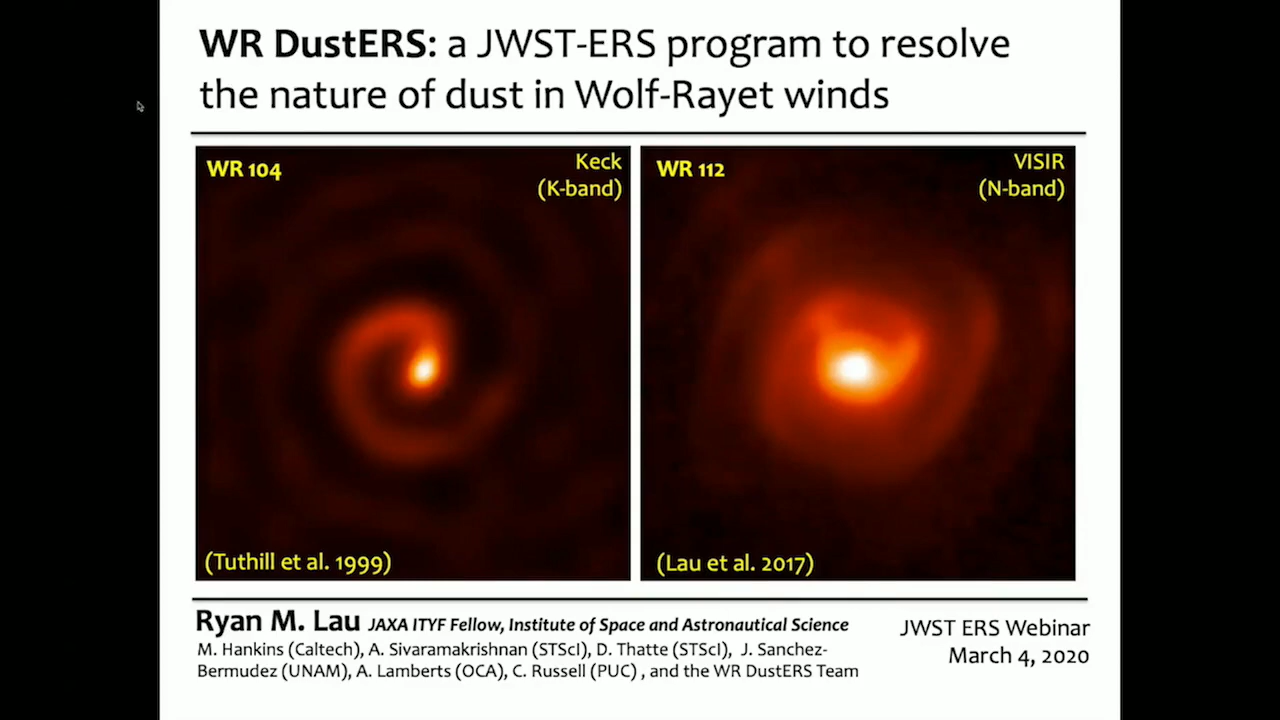 WR DustERS: a JWST-ERS program to resolve
the nature of dust in Wolf-Rayet winds
WR 104
Keck
(K-band)
(Tuthill et al. 1999)
WR 112
VISIR
(N-band)
(Lau et al. 2017)
Ryan M. Lau JAXA ITYF Fellow, Institute of Space and Astronautical Science
M. Hankins (Caltech), A. Sivaramakrishnan (STScI), D. Thatte (STScI), J. Sanchez-
Bermudez (UNAM), A. Lamberts (OCA), C. Russell (PUC) , and the WR DustERS Team
JWST ERS Webinar
March 4, 2020